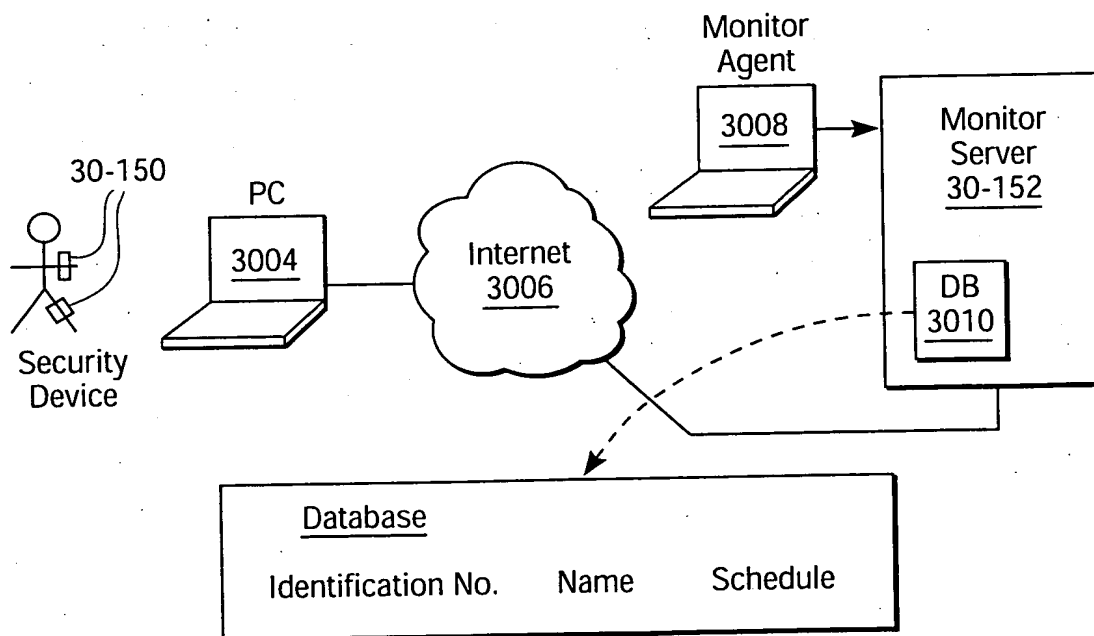 Monitor
Agent
3008
Monitor
Server
30-152
30-150
PC
3004
Internet
3006
DB
3010
Security
Device
Database
Identification No. Name Schedule